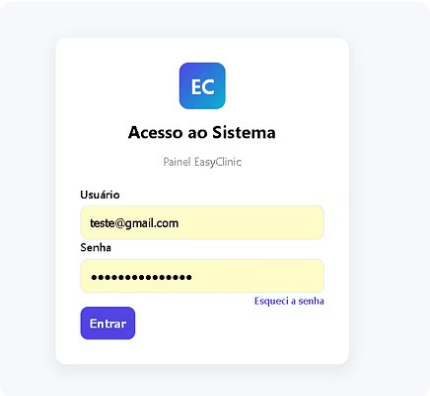 EC
Acesso ao Sistema
Painel EasyClinic
Usuário
teste@gmail.com
Senha
•••••••••••••••
Esqueci a senha
Entrar